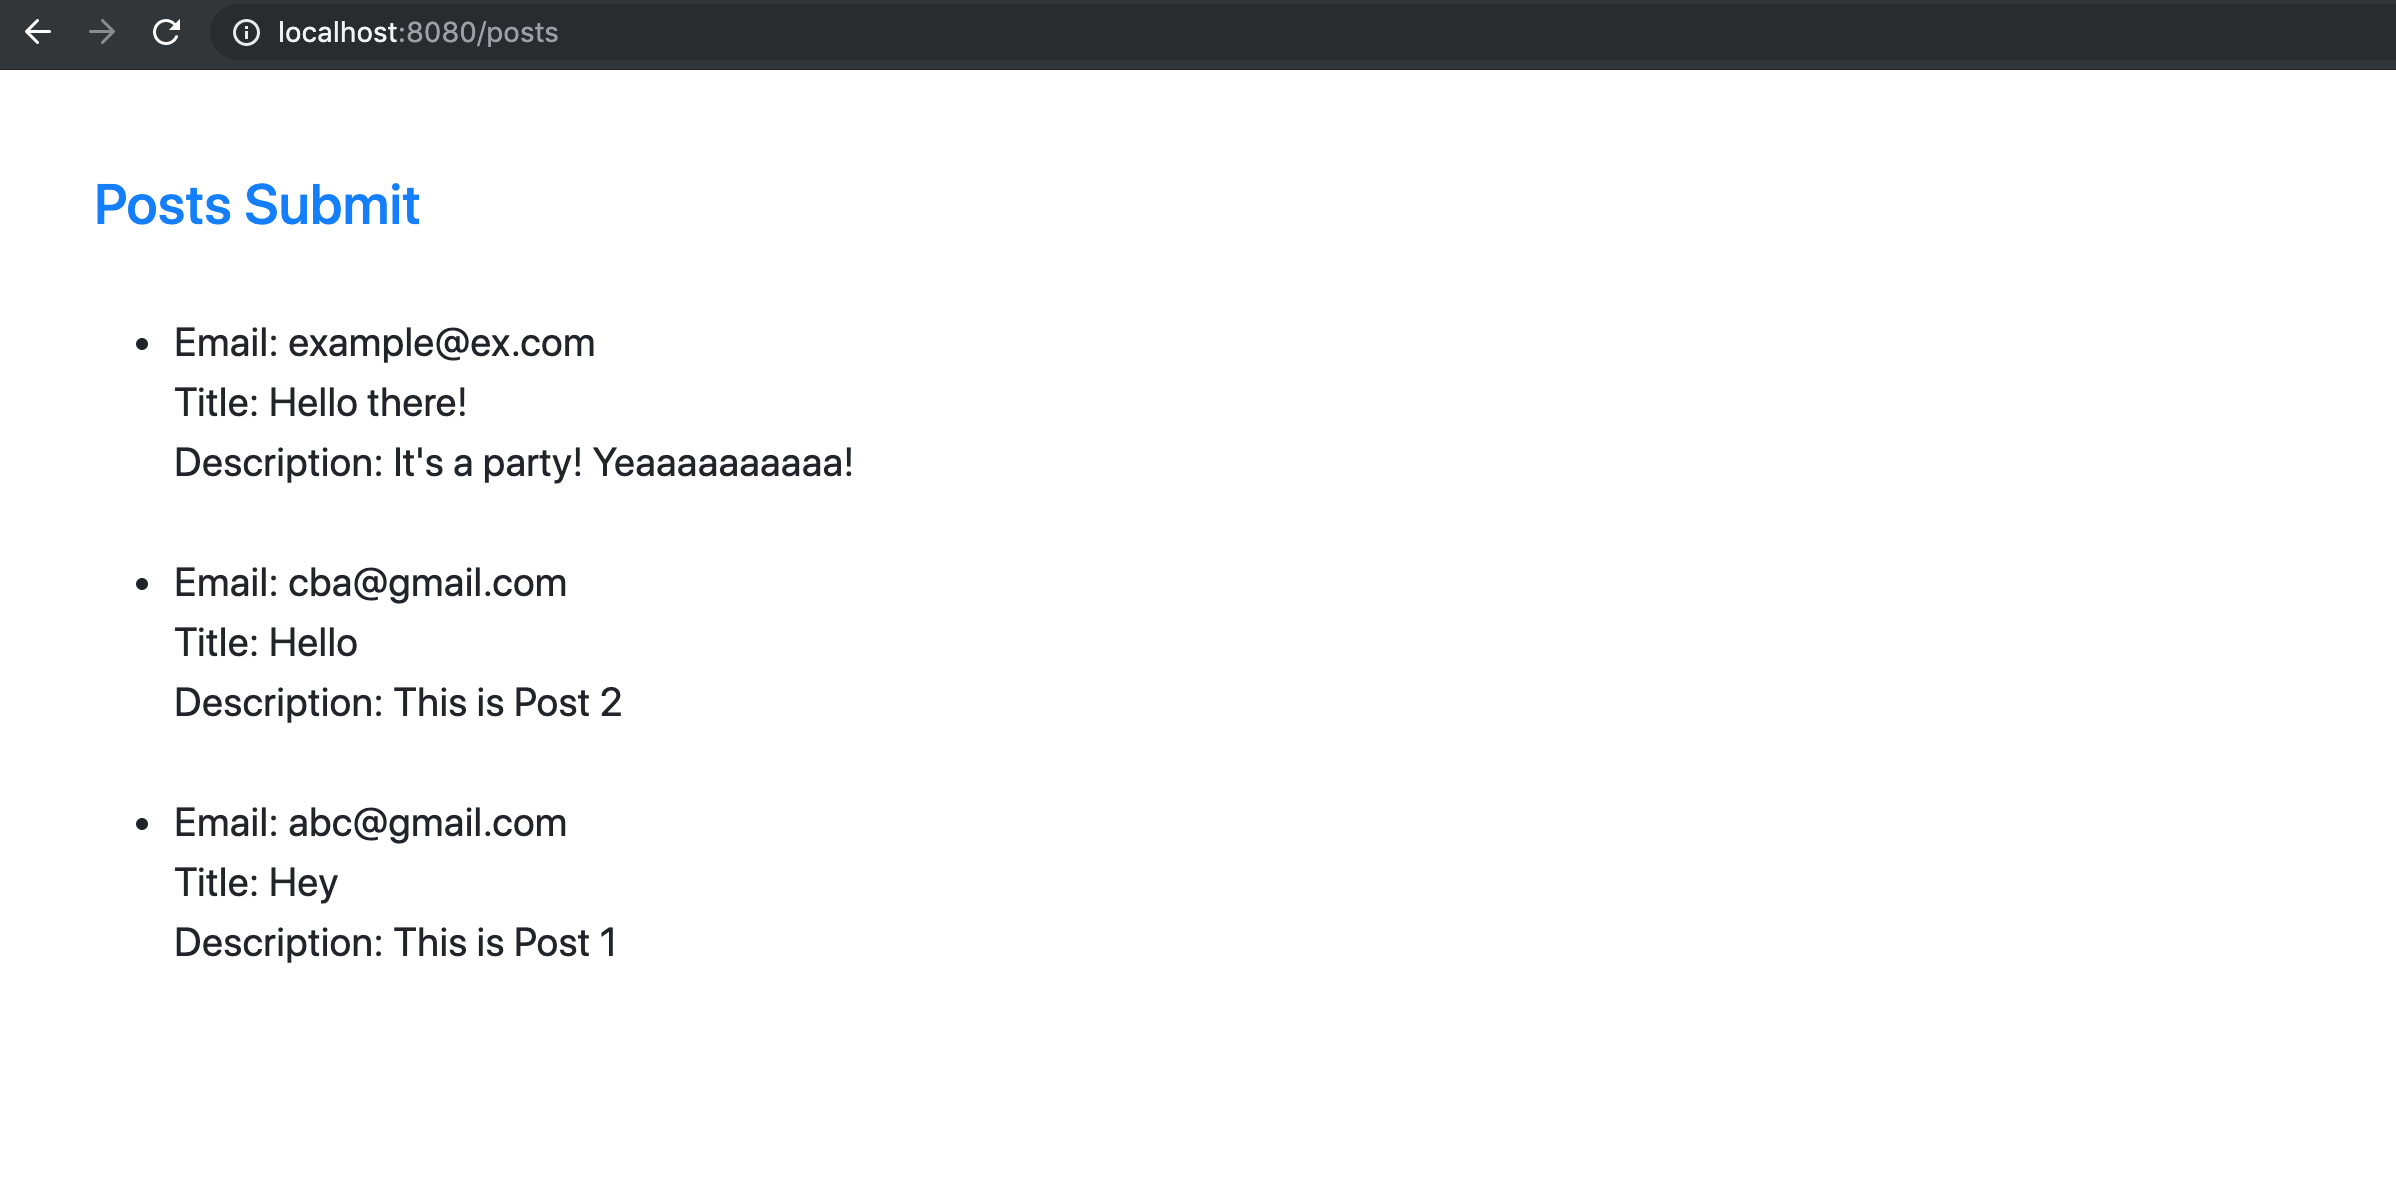 localhost:8080/posts
Posts Submit
Email: example@ex.com
Title: Hello there!
Description: It's a party! Yeaaaaaaaaaa!
Email: cba@gmail.com
Title: Hello
Description: This is Post 2
Email: abc@gmail.com
Title: Hey
Description: This is Post 1